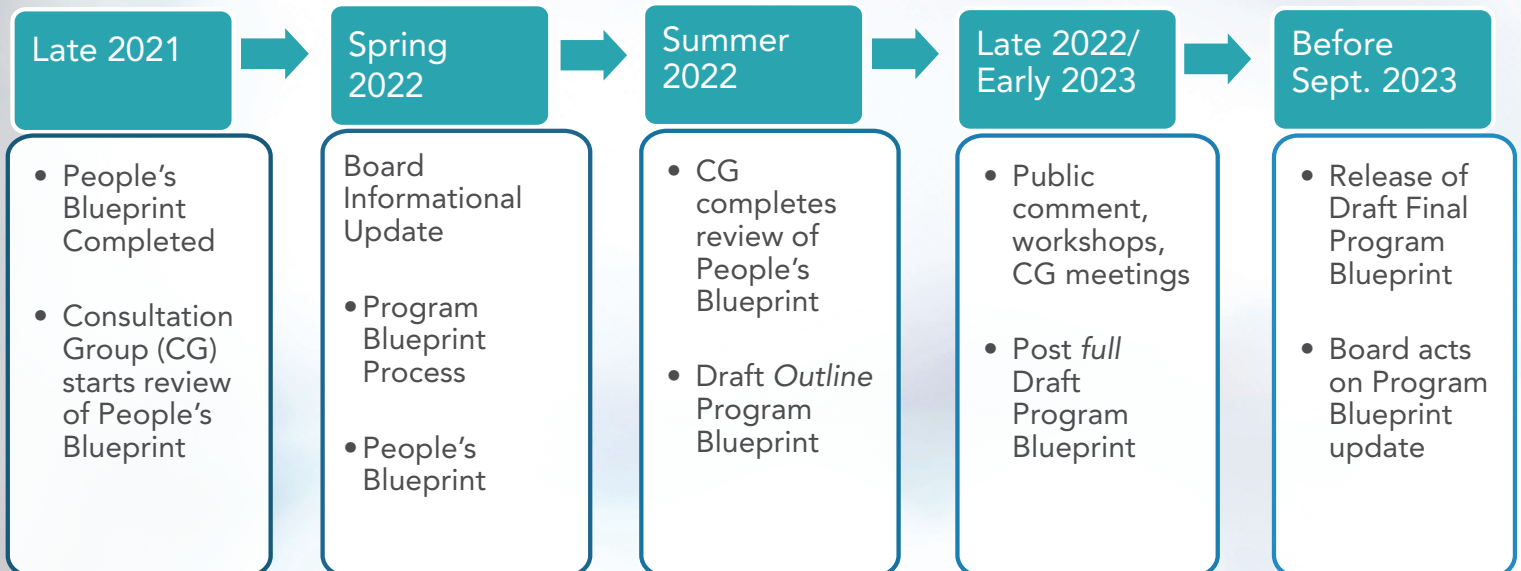 Late 2021
Spring
2022
Summer
2022
Late 2022/
Early 2023
Before
Sept. 2023
• People's
Blueprint
Completed
• Consultation
Group (CG)
starts review
of People's
Blueprint
Board
Informational
Update
• Program
Blueprint
Process
• People's
Blueprint
• CG
completes
review of
People's
Blueprint
• Draft Outline
Program
Blueprint
• Public
comment,
workshops,
CG meetings
• Post full
Draft
Program
Blueprint
• Release of
Draft Final
Program
Blueprint
• Board acts
on Program
Blueprint
update